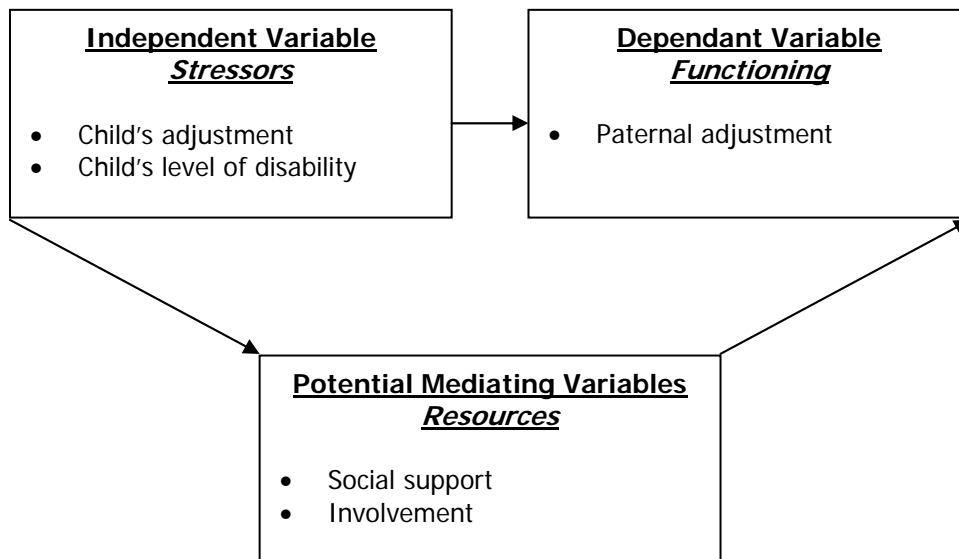 Independent Variable
Stressors
• Child's adjustment
• Child's level of disability
Dependant Variable
Functioning
• Paternal adjustment
Potential Mediating Variables
Resources
• Social support
• Involvement